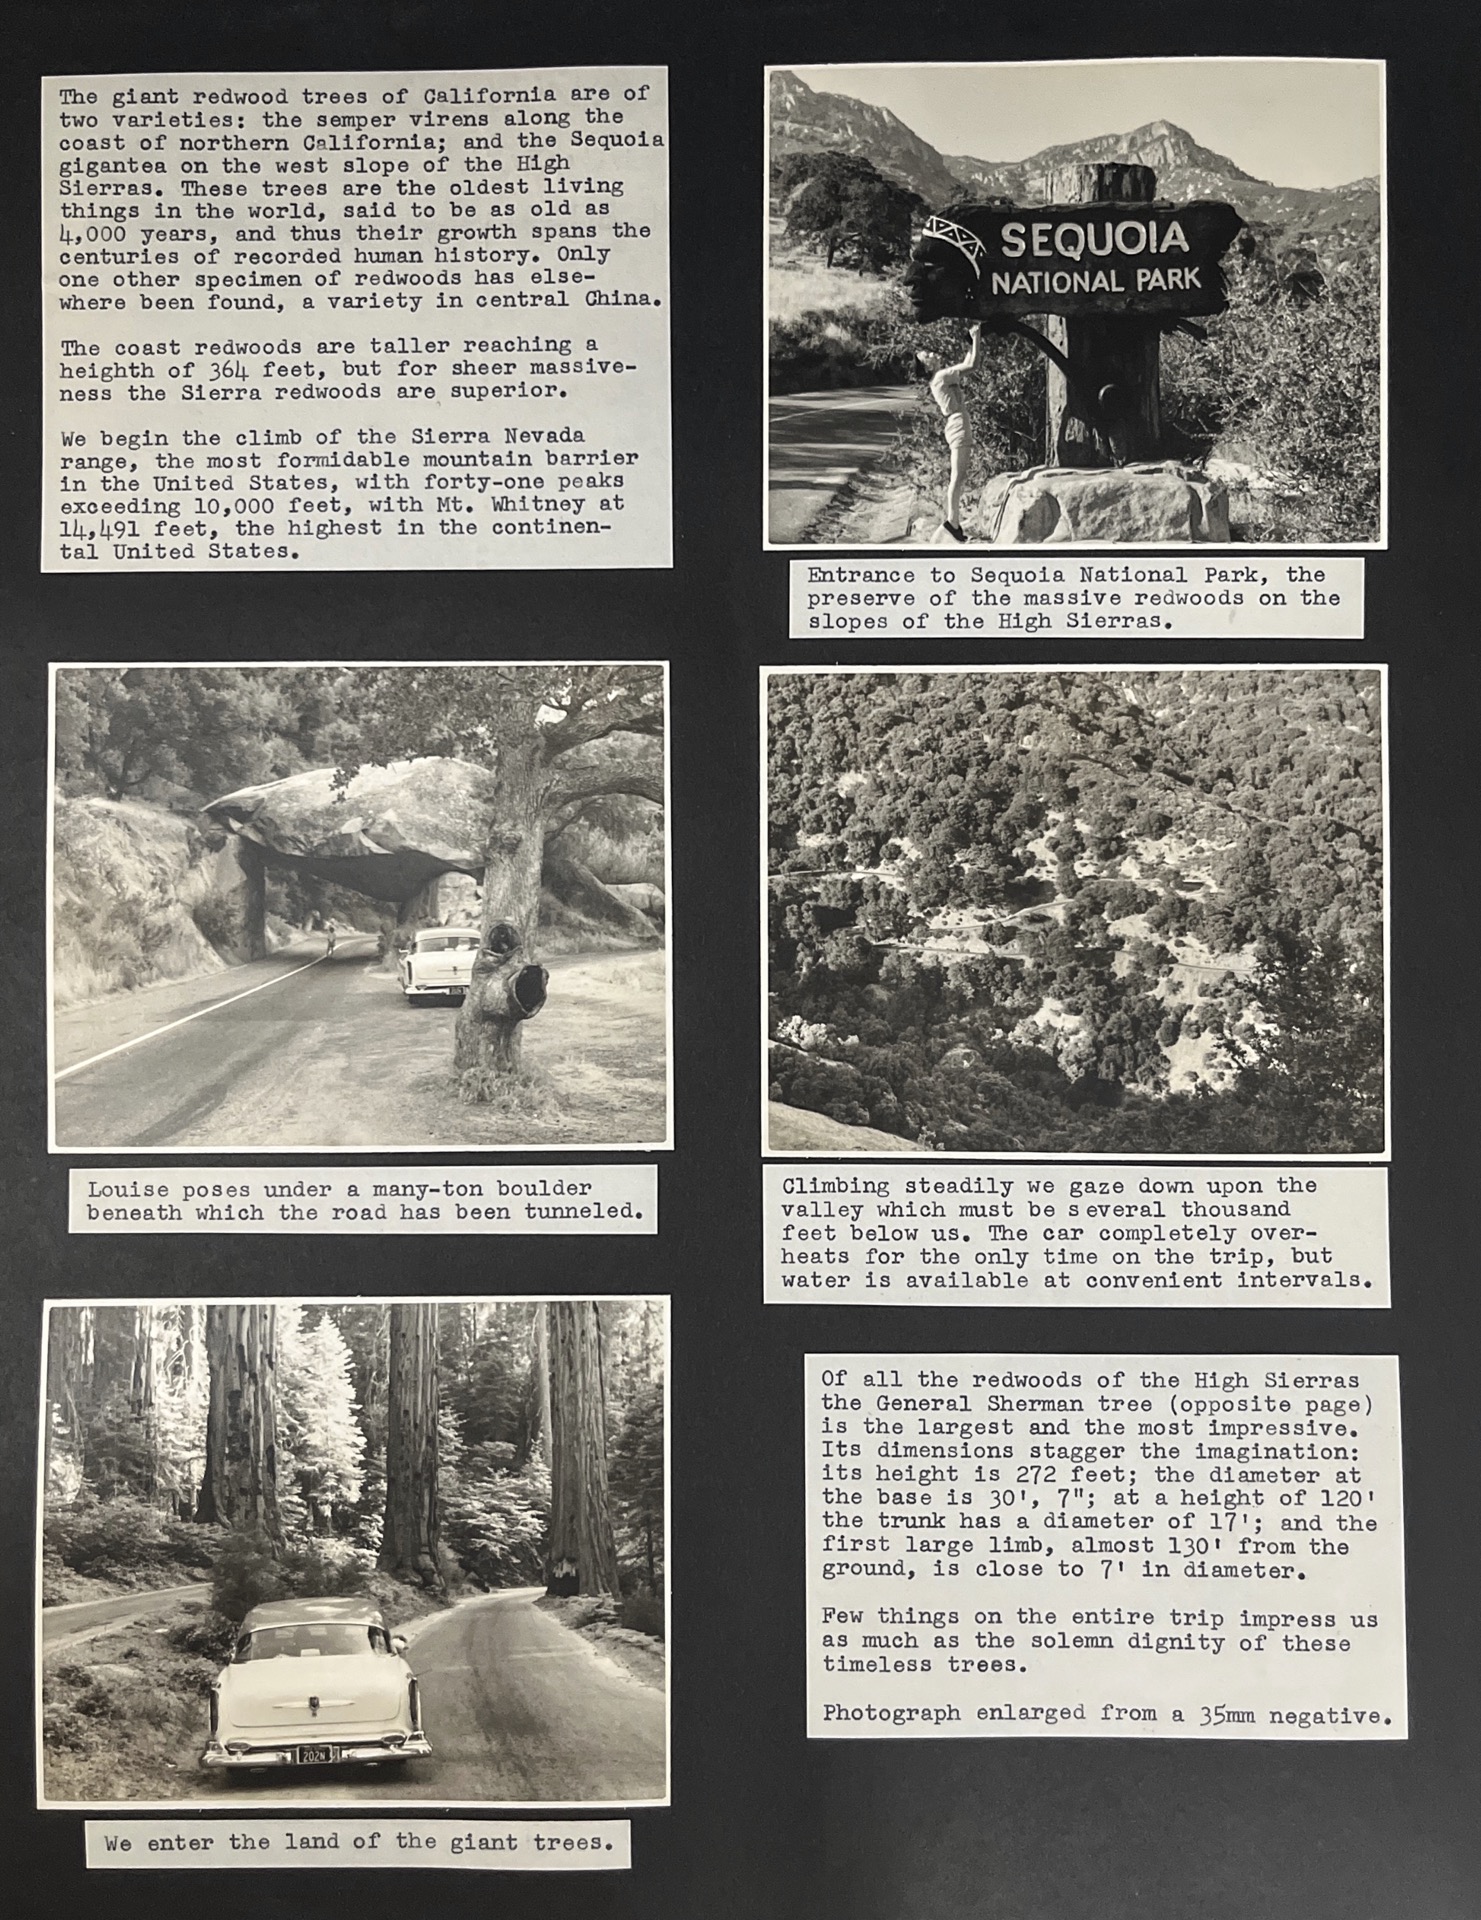 The giant redwood trees of California are of
two varieties: the semper virens along the
coast of northern California; and the Sequoia
gigantea on the west slope of the High
Sierras. These trees are the oldest living
things in the world, said to be as old as
4,000 years, and thus their growth spans the
centuries of recorded human history. Only
one other specimen of redwoods has else-
where been found, a variety in central China.
The coast redwoods are taller reaching a
heighth of 364 feet, but for sheer massive-
ness the Sierra redwoods are superior.
We begin the climb of the Sierra Nevada
range, the most formidable mountain barrier
in the United States, with forty-one peaks
exceeding 10,000 feet, with Mt. Whitney at
14,491 feet, the highest in the continen-
tal United States.
SEQUOIA
NATIONAL PARK
Entrance to Sequoia National Park, the
preserve of the massive redwoods on the
slopes of the High Sierras.
Louise poses under a many-ton boulder
beneath which the road has been tunneled.
Climbing steadily we gaze down upon the
valley which must be several thousand
feet below us. The car completely over-
heats for the only time on the trip, but
water is available at convenient intervals.
202N
We enter the land of the giant trees.
Of all the redwoods of the High Sierras
the General Sherman tree (opposite page)
is the largest and the most impressive.
Its dimensions stagger the imagination:
its height is 272 feet; the diameter at
the base is 30', 7"; at a height of 120'
the trunk has a diameter of 17'; and the
first large limb, almost 130' from the
ground, is close to 7' in diameter.
Few things on the entire trip impress us
as much as the solemn dignity of these
timeless trees.
Photograph enlarged from a 35mm negative.